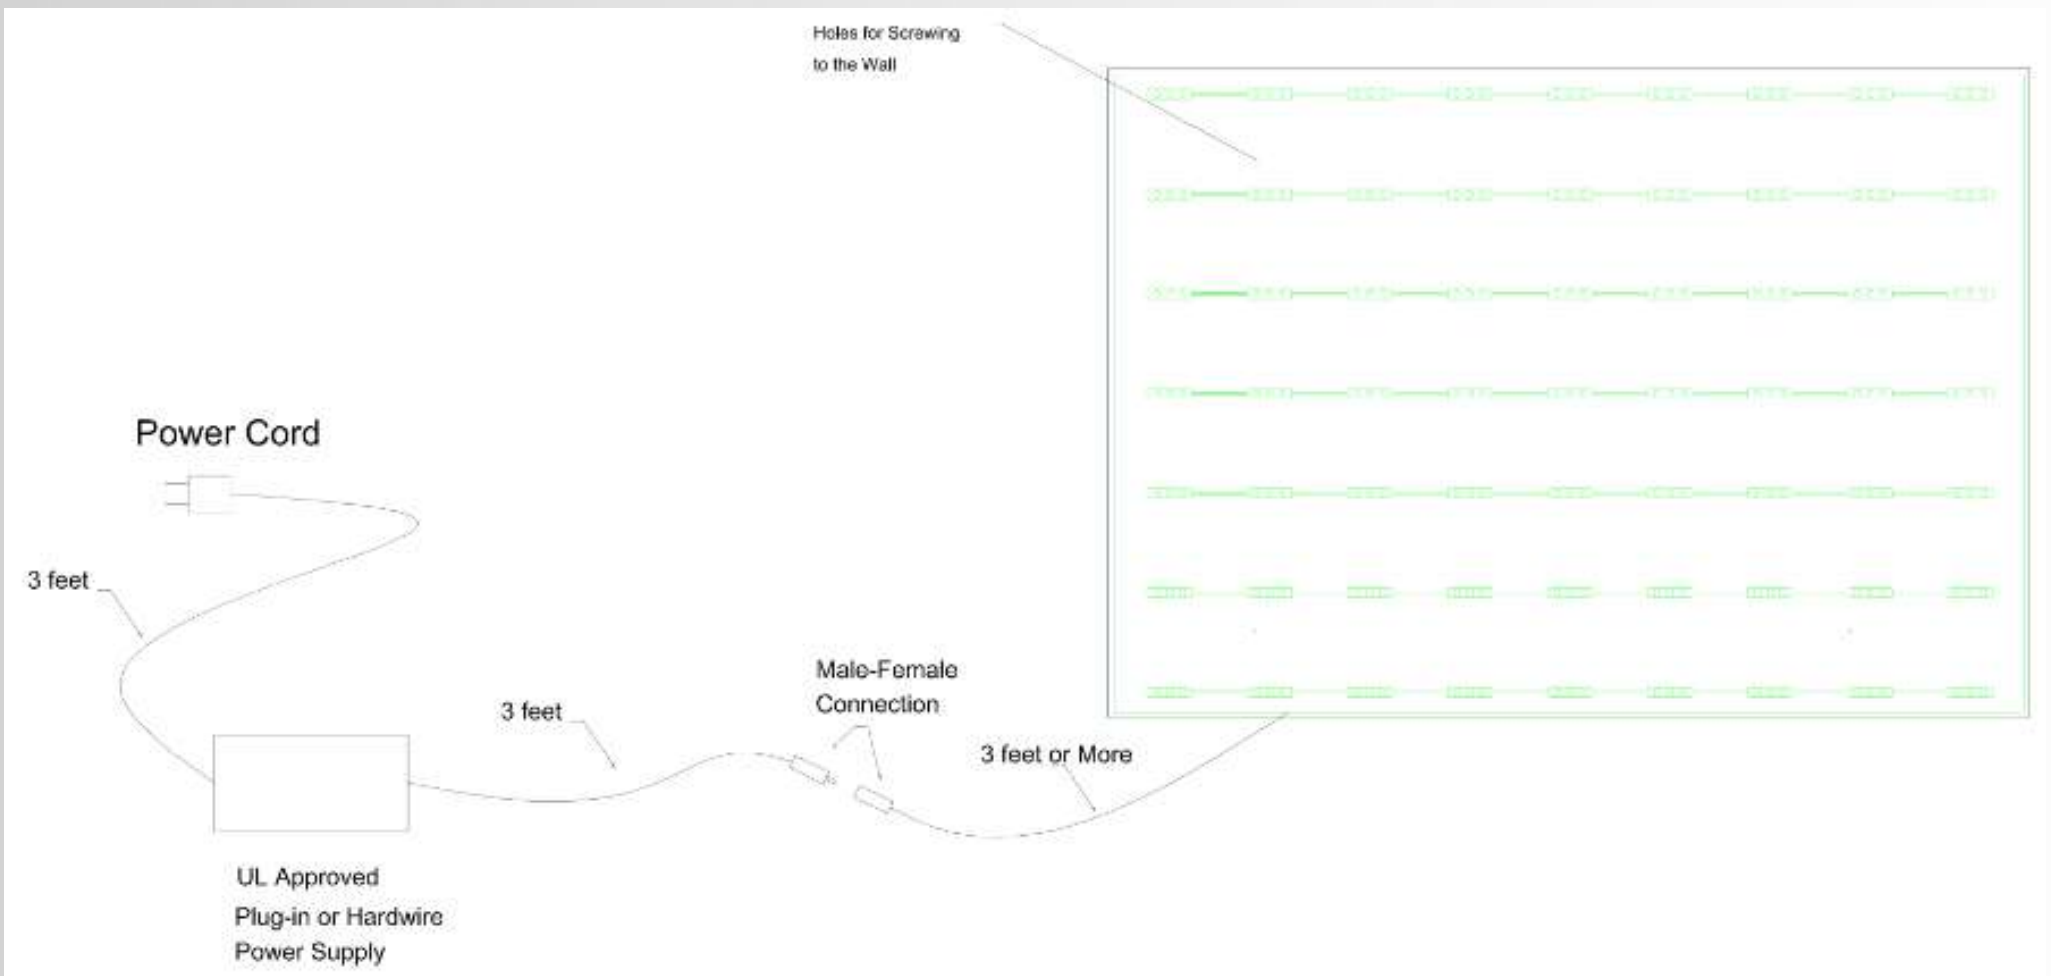 Holes for Screwing
to the Wall
Power Cord
3 feet
3 feet
Male-Female
Connection
3 feet or More
UL Approved
Plug-in or Hardwire
Power Supply